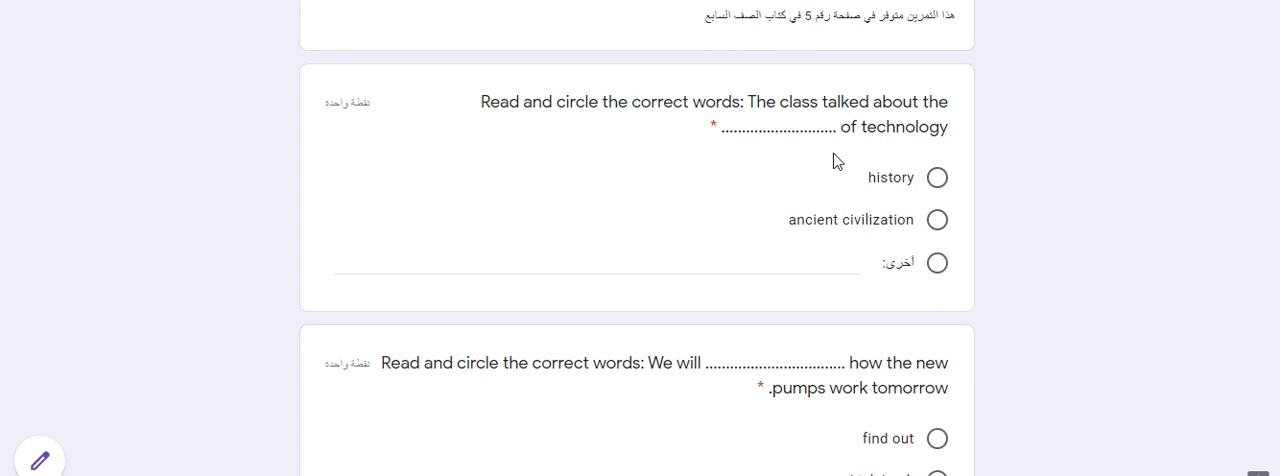 هذا التمرين متوفر في صفحة رقم 5 في كتاب الصف السابع
Read and circle the correct words: The class talked about the
نقطة واحدة
* ............................ of technology
history
ancient civilization
أخرى:
Read and circle the correct words: We will .................................. how the new
نقطة واحدة
* .pumps work tomorrow
find out